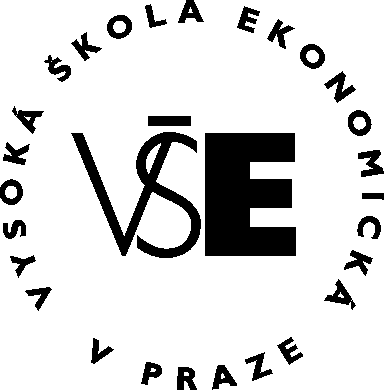 VYSOKÁ ŠKOLA EKONOMICKÁ
V PRAZE
VŠE